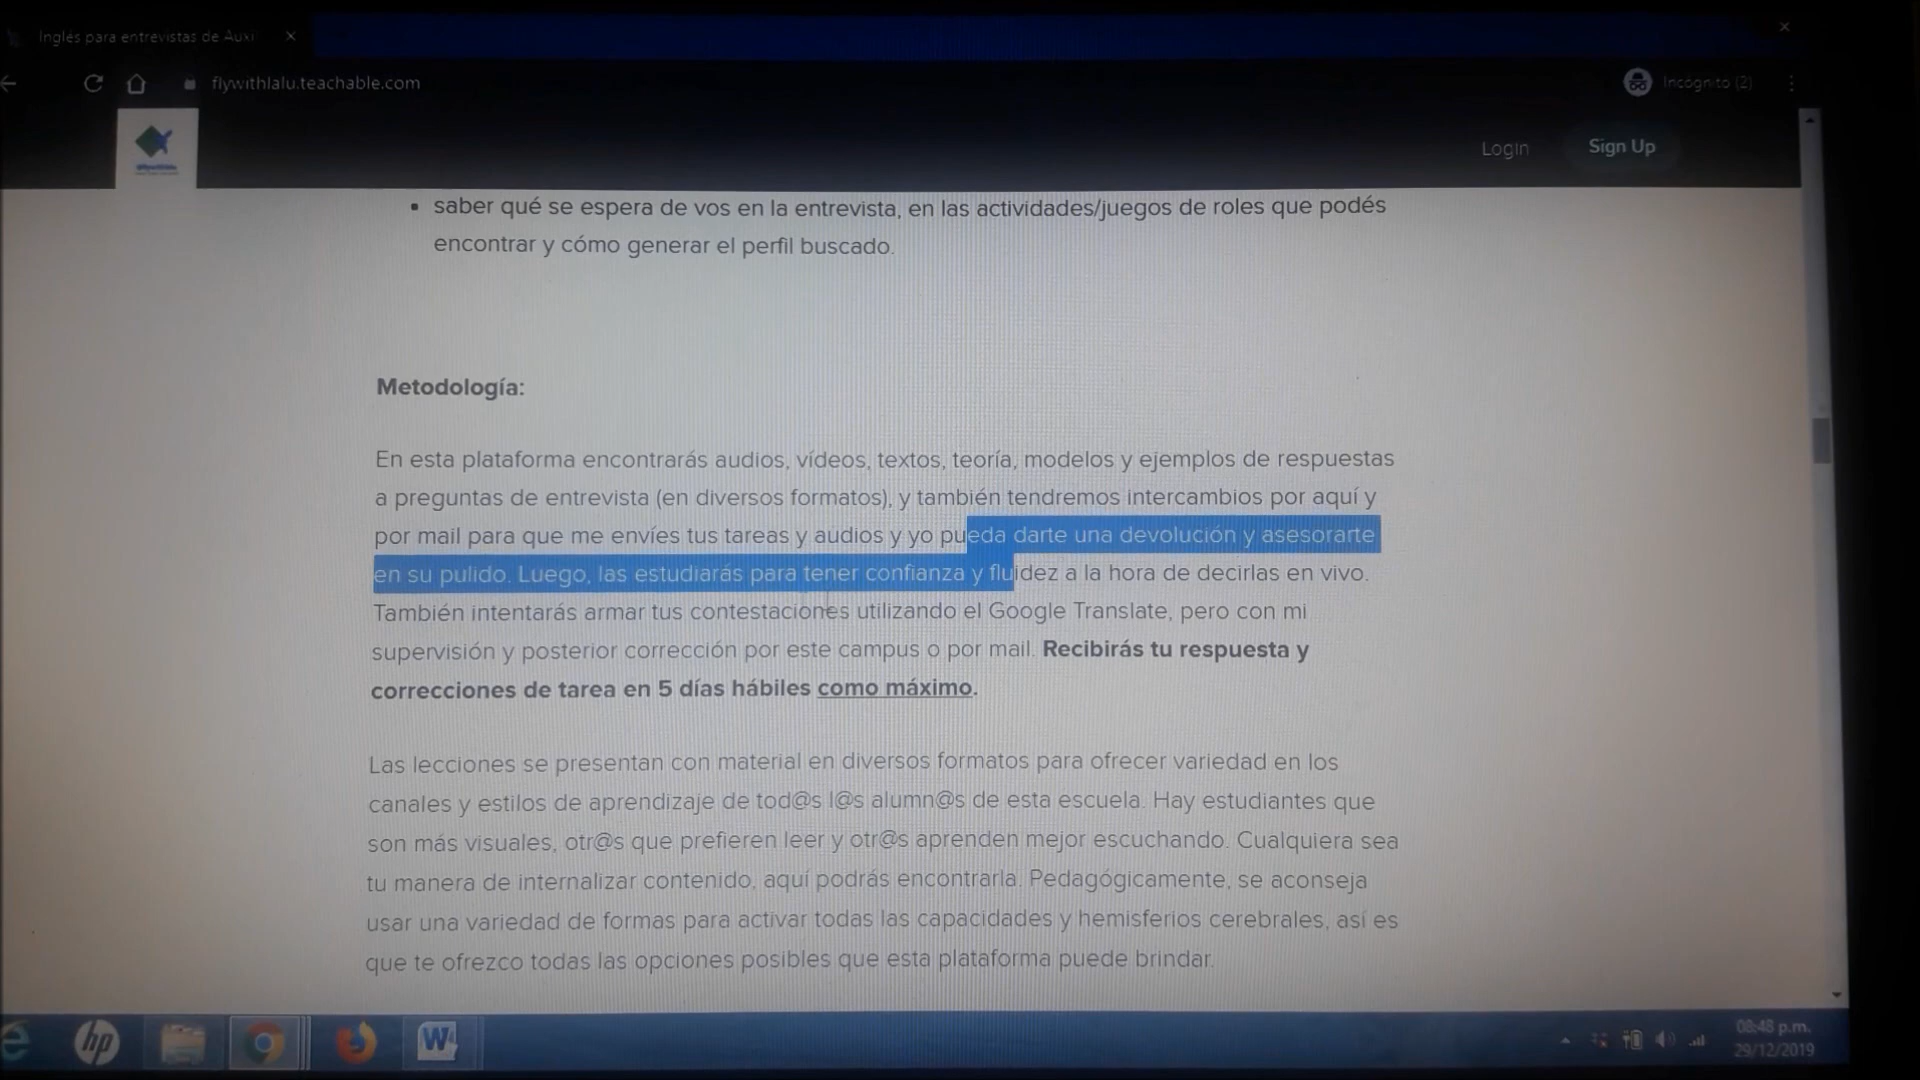 Inglés para entrevistas de Auxi
flywithlalu.teachable.com
Incógnito (2)
Login
Sign Up
saber qué se espera de vos en la entrevista, en las actividades/juegos de roles que podés
encontrar y cómo generar el perfil buscado.
Metodología:
En esta plataforma encontrarás audios, vídeos, textos, teoría, modelos y ejemplos de respuestas
a preguntas de entrevista (en diversos formatos), y también tendremos intercambios por aquí y
por mail para que me envíes tus tareas y audios y yo pueda darte una devolución y asesorarte
en su pulido. Luego, las estudiarás para tener confianza y fluidez a la hora de decirlas en vivo.
También intentarás armar tus contestaciones utilizando el Google Translate, pero con mi
supervisión y posterior corrección por este campus o por mail. Recibirás tu respuesta y
correcciones de tarea en 5 días hábiles como máximo.
Las lecciones se presentan con material en diversos formatos para ofrecer variedad en los
canales y estilos de aprendizaje de tod@s l@s alumn@s de esta escuela. Hay estudiantes que
son más visuales, otr@s que prefieren leer y otr@s aprenden mejor escuchando. Cualquiera sea
tu manera de internalizar contenido, aquí podrás encontrarla. Pedagógicamente, se aconseja
usar una variedad de formas para activar todas las capacidades y hemisferios cerebrales, así es
que te ofrezco todas las opciones posibles que esta plataforma puede brindar.
hp
W
08:48 p.m.
29/12/2019